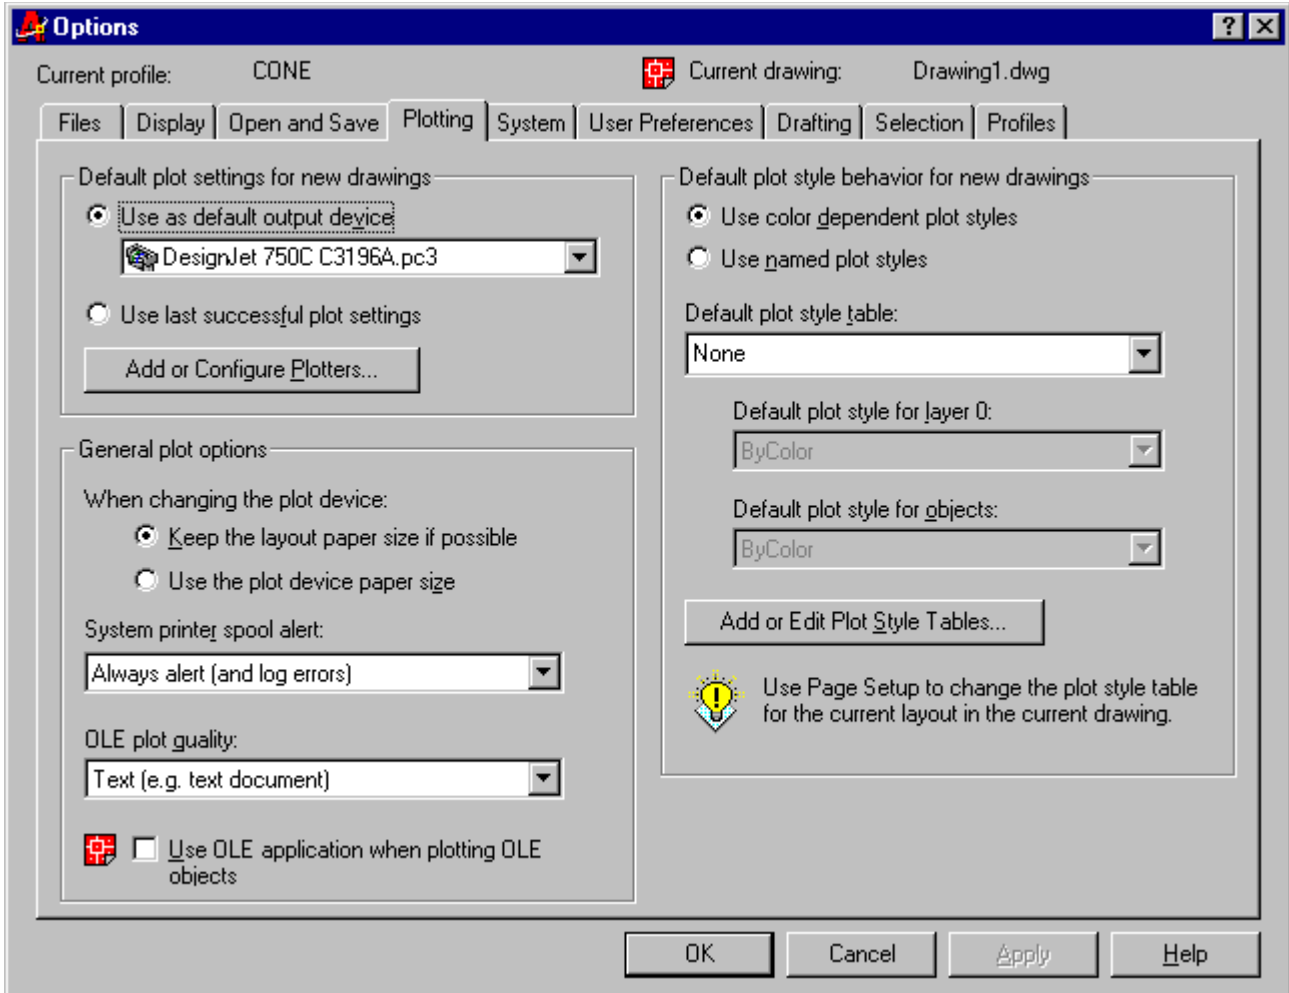 Options
Current profile: CONE Current drawing: Drawing1.dwg
Files Display Open and Save Plotting System User Preferences Drafting Selection Profiles
Default plot settings for new drawings
Use as default output device
DesignJet 750C C3196A.pc3
Use last successful plot settings
Add or Configure Plotters...
General plot options
When changing the plot device:
Keep the layout paper size if possible
Use the plot device paper size
System printer spool alert:
Always alert (and log errors)
OLE plot quality:
Text (e.g. text document)
Use OLE application when plotting OLE
objects
Default plot style behavior for new drawings
Use color dependent plot styles
Use named plot styles
Default plot style table:
None
Default plot style for layer 0:
ByColor
Default plot style for objects:
ByColor
Add or Edit Plot Style Tables...
Use Page Setup to change the plot style table
for the current layout in the current drawing.
OK Cancel Apply Help